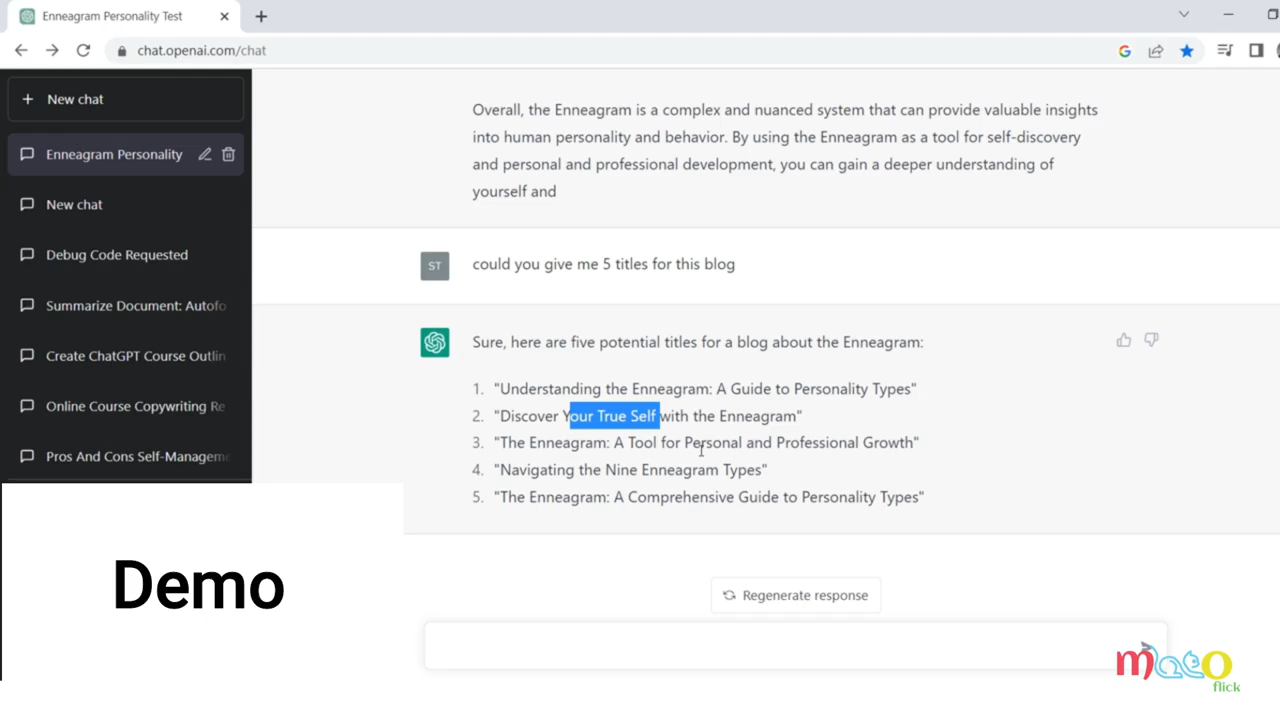 Enneagram Personality Test
chat.openai.com/chat
New chat
Enneagram Personality
New chat
Debug Code Requested
Summarize Document: Autofo
Create ChatGPT Course Outlin
Online Course Copywriting Re
Pros And Cons Self-Managem
Overall, the Enneagram is a complex and nuanced system that can provide valuable insights
into human personality and behavior. By using the Enneagram as a tool for self-discovery
and personal and professional development, you can gain a deeper understanding of
yourself and
ST
could you give me 5 titles for this blog
Sure, here are five potential titles for a blog about the Enneagram:
1. "Understanding the Enneagram: A Guide to Personality Types"
2. "Discover Your True Self with the Enneagram"
3. "The Enneagram: A Tool for Personal and Professional Growth"
4. "Navigating the Nine Enneagram Types"
5. "The Enneagram: A Comprehensive Guide to Personality Types"
Regenerate response
Demo
flick